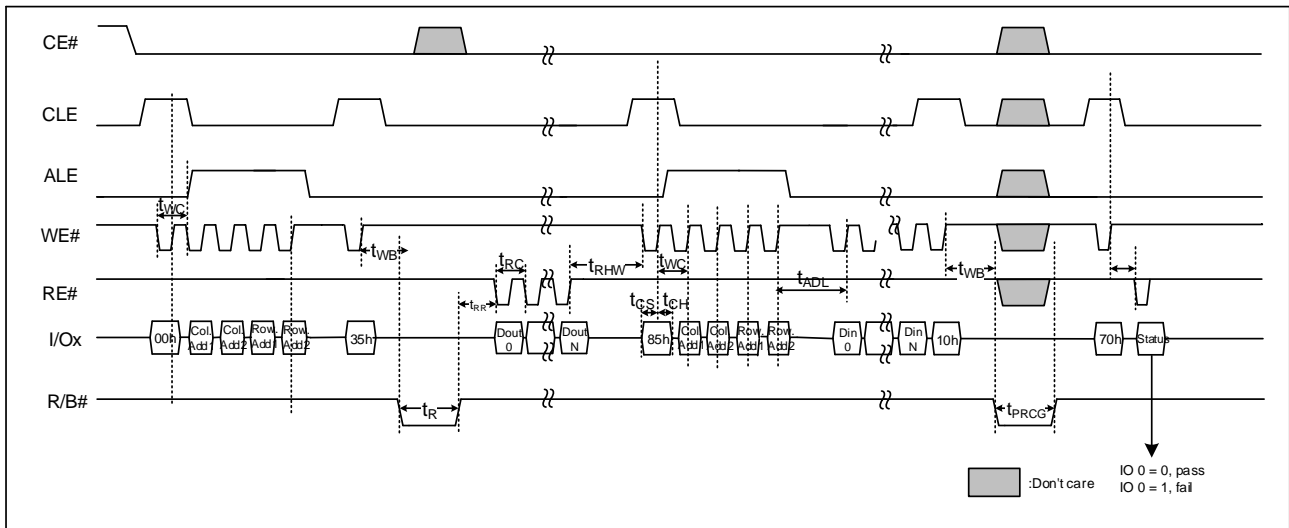 CE#
CLE
ALE
tWC
WE#
tWB
tRC
tRHW
tWC
tADL
tWB
RE#
tRR
tCS
tCH
I/Ox
00h
Col. Add1
Col. Add2
Row. Add1
Row. Add2
35h
Dout 0
Dout N
85h
Col. Add1
Col. Add2
Row. Add1
Row. Add2
Din 0
Din N
10h
70h
Status
R/B#
tR
tPRCG
:Don't care
IO 0 = 0, pass
IO 0 = 1, fail